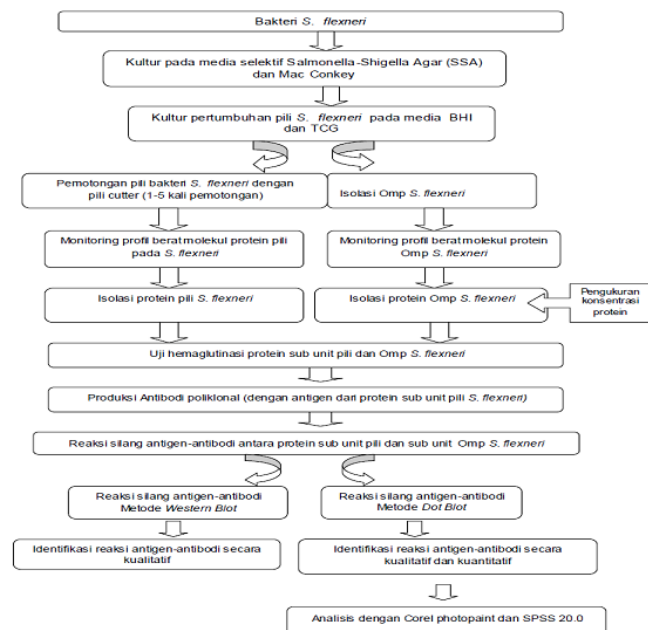 Bakteri S. flexneri
Kultur pada media selektif Salmonella-Shigella Agar (SSA)
dan Mac Conkey
Kultur pertumbuhan pili S. flexneri pada media BHI
dan TCG
Pemotongan pili bakteri S. flexneri dengan
pili cutter (1-5 kali pemotongan)
Isolasi Omp S. flexneri
Monitoring profil berat molekul protein pili
pada S. flexneri
Monitoring profil berat molekul protein
Omp S. flexneri
Isolasi protein pili S. flexneri
Isolasi protein Omp S. flexneri
Pengukuran
konsentrasi
protein
Uji hemaglutinasi protein sub unit pili dan Omp S. flexneri
Produksi Antibodi poliklonal (dengan antigen dari protein sub unit pili S. flexneri)
Reaksi silang antigen-antibodi antara protein sub unit pili dan sub unit Omp S. flexneri
Reaksi silang antigen-antibodi
Metode Western Blot
Reaksi silang antigen-antibodi
Metode Dot Blot
Identifikasi reaksi antigen-antibodi secara
kualitatif
Identifikasi reaksi antigen-antibodi secara
kualitatif dan kuantitatif
Analisis dengan Corel photopaint dan SPSS 20.0